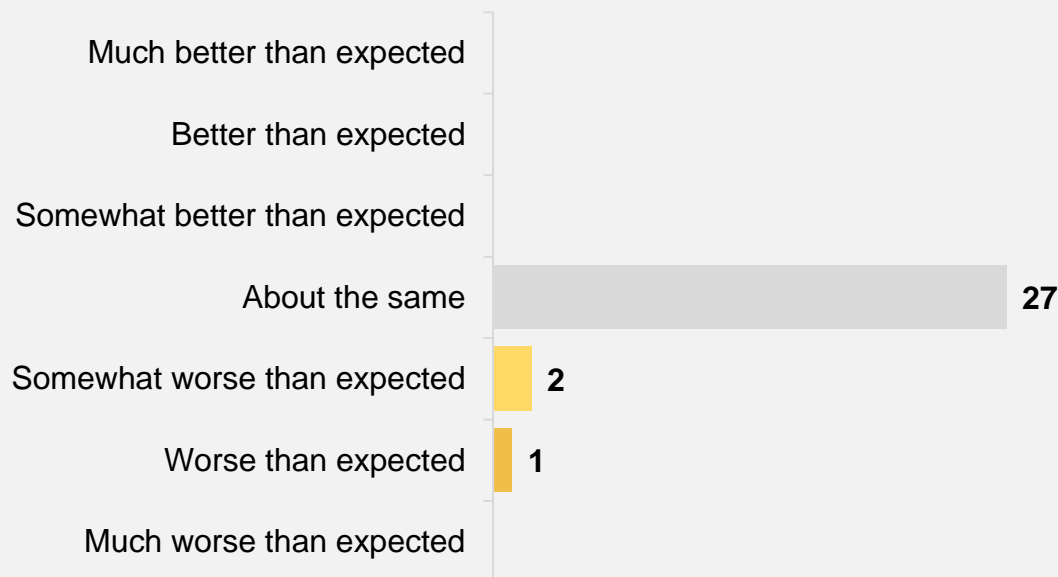 Much better than expected
Better than expected
Somewhat better than expected
About the same 27
Somewhat worse than expected 2
Worse than expected 1
Much worse than expected